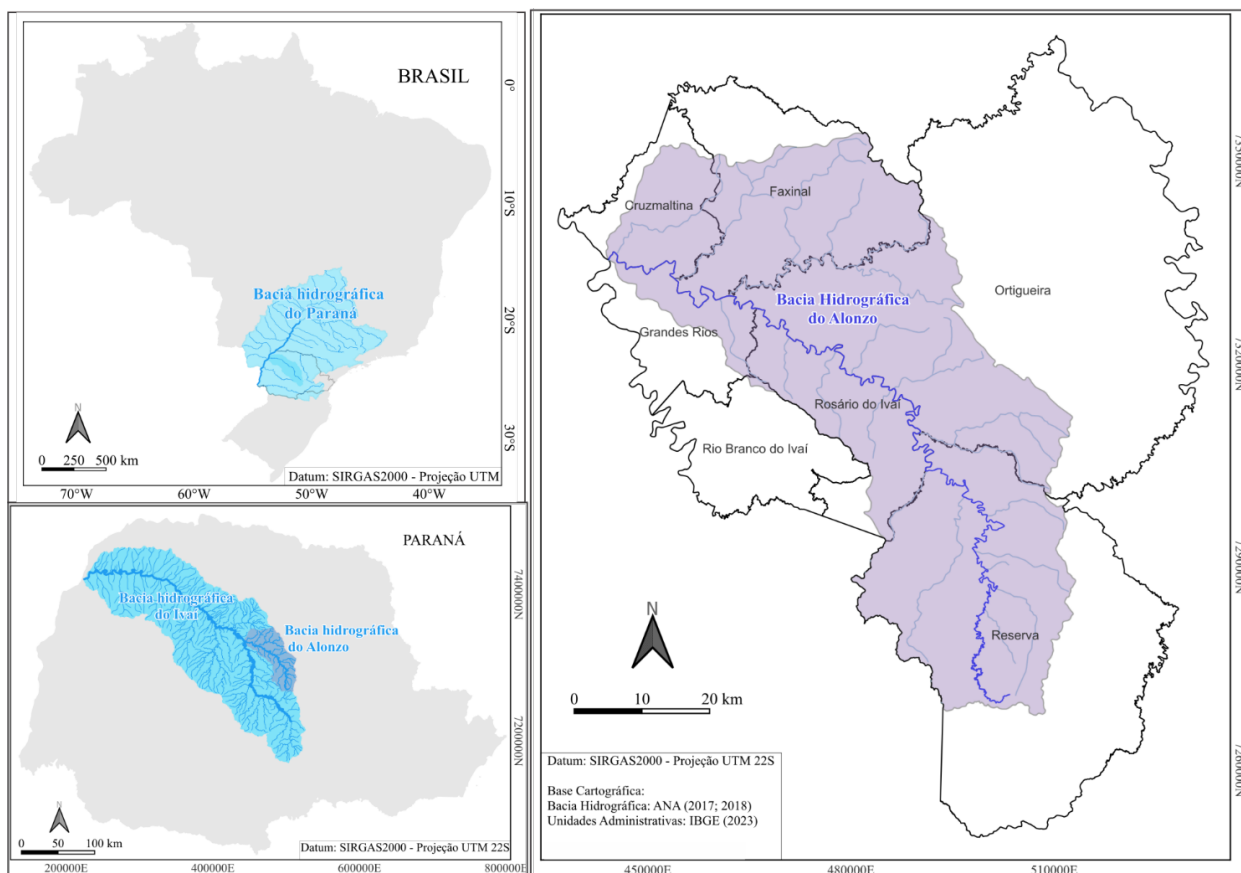 BRASIL
0°
10°S
20°S
30°S
Bacia hidrográfica
do Paraná
N
0 250 500 km
Datum: SIRGAS2000 - Projeção UTM
70°W 60°W 50°W 40°W
PARANÁ
7400000N
7200000N
Bacia hidrográfica
do Ivaí
Bacia hidrográfica
do Alonzo
N
0 50 100 km
Datum: SIRGAS2000 - Projeção UTM 22S
200000E 400000E 600000E 800000E
7350000N
7320000N
7290000N
7260000N
Faxinal
Cruzmaltina
Ortigueira
Bacia Hidrográfica
do Alonzo
Grandes Rios
Rosário do Ivaí
Rio Branco do Ivaí
Reserva
N
0 10 20 km
Datum: SIRGAS2000 - Projeção UTM 22S
Base Cartográfica:
Bacia Hidrográfica: ANA (2017; 2018)
Unidades Administrativas: IBGE (2023)
450000E 480000E 510000E